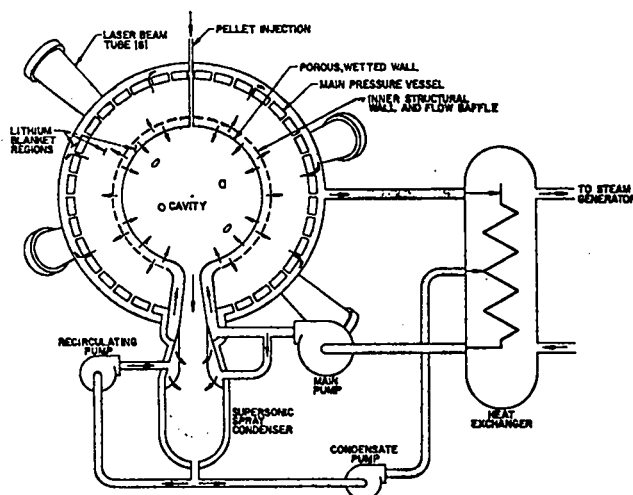 LASER BEAM
TUBE [8]
PELLET INJECTION
POROUS, WETTED WALL
MAIN PRESSURE VESSEL
INNER STRUCTURAL
WALL AND FLOW BAFFLE
LITHIUM
BLANKET
REGIONS
CAVITY
TO STEAM
GENERATOR
RECIRCULATING
PUMP
MAIN
PUMP
SUPERSONIC
SPRAY
CONDENSER
CONDENSATE
PUMP
HEAT
EXCHANGER